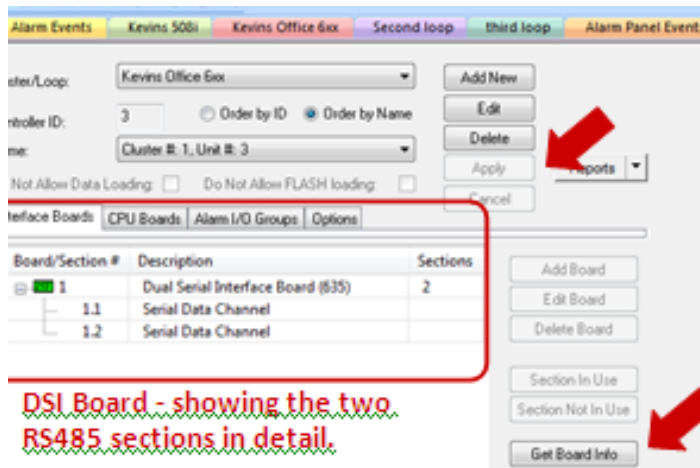 Alarm Events Kevins 508i Kevins Office 6xx Second loop third loop Alarm Panel Event
ster/Loop: Kevins Office 6xx Add New
ntroller ID: 3 Order by ID Order by Name Edit
me: Cluster #: 1, Unit #: 3 Delete
Not Allow Data Loading: Do Not Allow FLASH loading: Apply Reports
Cancel
terface Boards CPU Boards Alarm I/O Groups Options
Board/Section # Description Sections
1 Dual Serial Interface Board (635) 2
1.1 Serial Data Channel
1.2 Serial Data Channel
Add Board
Edit Board
Delete Board
Section In Use
Section Not In Use
Get Board Info
DSI Board - showing the two
RS485 sections in detail.